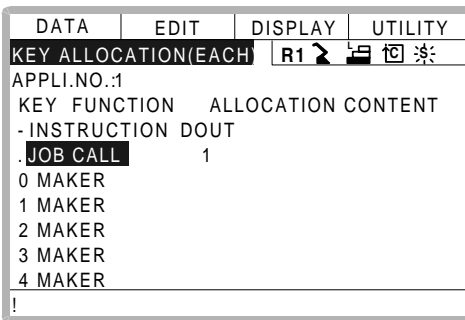 DATA EDIT DISPLAY UTILITY
KEY ALLOCATION(EACH) R1 C S
APPLI.NO.:1
KEY FUNCTION ALLOCATION CONTENT
- INSTRUCTION DOUT
. JOB CALL 1
0 MAKER
1 MAKER
2 MAKER
3 MAKER
4 MAKER
!